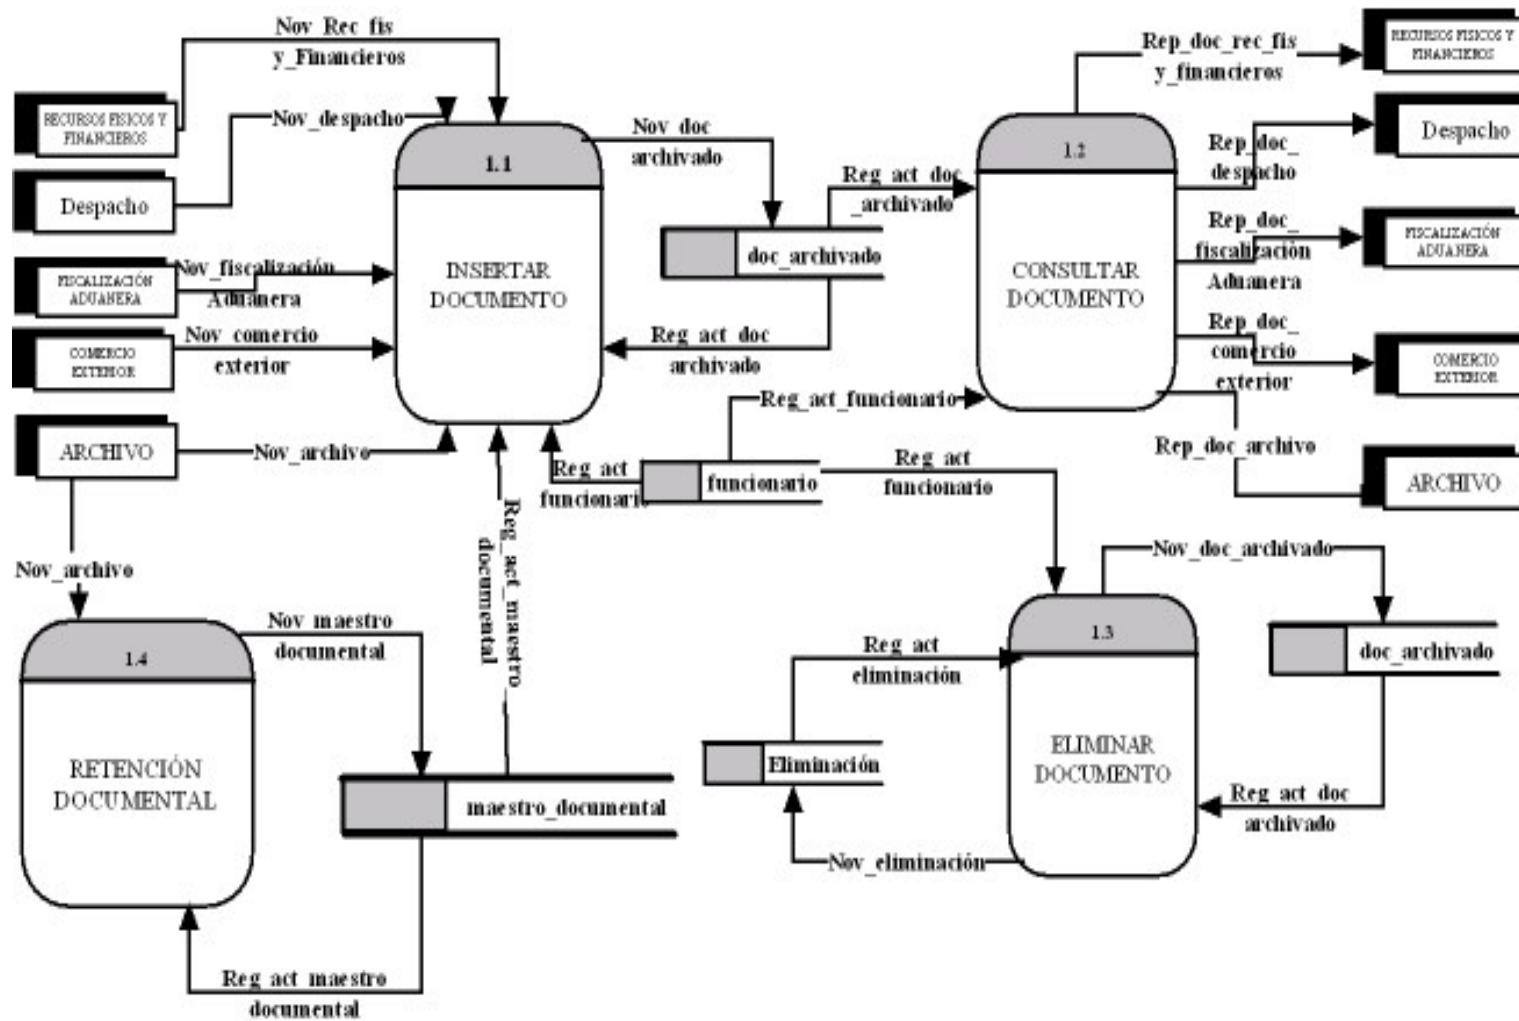 Nov_Rec_fis
y_Financieros
RECURSOS FISICOS Y
FINANCIEROS
Nov_despacho
Despacho
Nov_fiscalización
Aduanera
FISCALIZACIÓN
ADUANERA
Nov_comercio
exterior
COMERCIO
EXTERIOR
ARCHIVO
Nov_archivo
1.1
INSERTAR
DOCUMENTO
Nov_doc
archivado
doc_archivado
Reg_act_doc
_archivado
Reg_act_doc
archivado
1.2
CONSULTAR
DOCUMENTO
Rep_doc_rec_fis
y_financieros
RECURSOS FISICOS Y
FINANCIEROS
Rep_doc_
despacho
Despacho
Rep_doc_
fiscalización
Aduanera
FISCALIZACIÓN
ADUANERA
Rep_doc_
comercio
exterior
COMERCIO
EXTERIOR
Rep_doc_archivo
ARCHIVO
Reg_act_funcionario
Reg_act
funcionario
funcionario
Reg_act
funcionario
Reg_act_maestro
documental
Nov_archivo
1.4
RETENCIÓN
DOCUMENTAL
Nov_maestro
documental
maestro_documental
Reg_act_maestro
documental
Nov_doc_archivado
1.3
ELIMINAR
DOCUMENTO
doc_archivado
Reg_act
eliminación
Eliminación
Nov_eliminación
Reg_act_doc
archivado